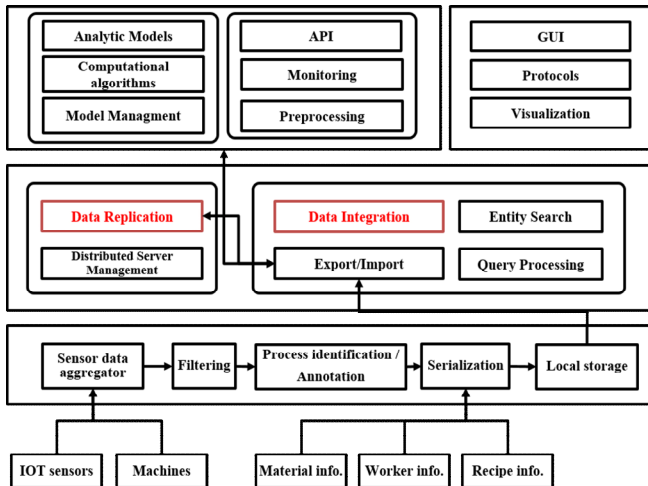 Analytic Models
Computational
algorithms
Model Managment
API
Monitoring
Preprocessing
GUI
Protocols
Visualization
Data Replication
Distributed Server
Management
Data Integration
Entity Search
Export/Import
Query Processing
Sensor data
aggregator
Filtering
Process identification /
Annotation
Serialization
Local storage
IOT sensors
Machines
Material info.
Worker info.
Recipe info.